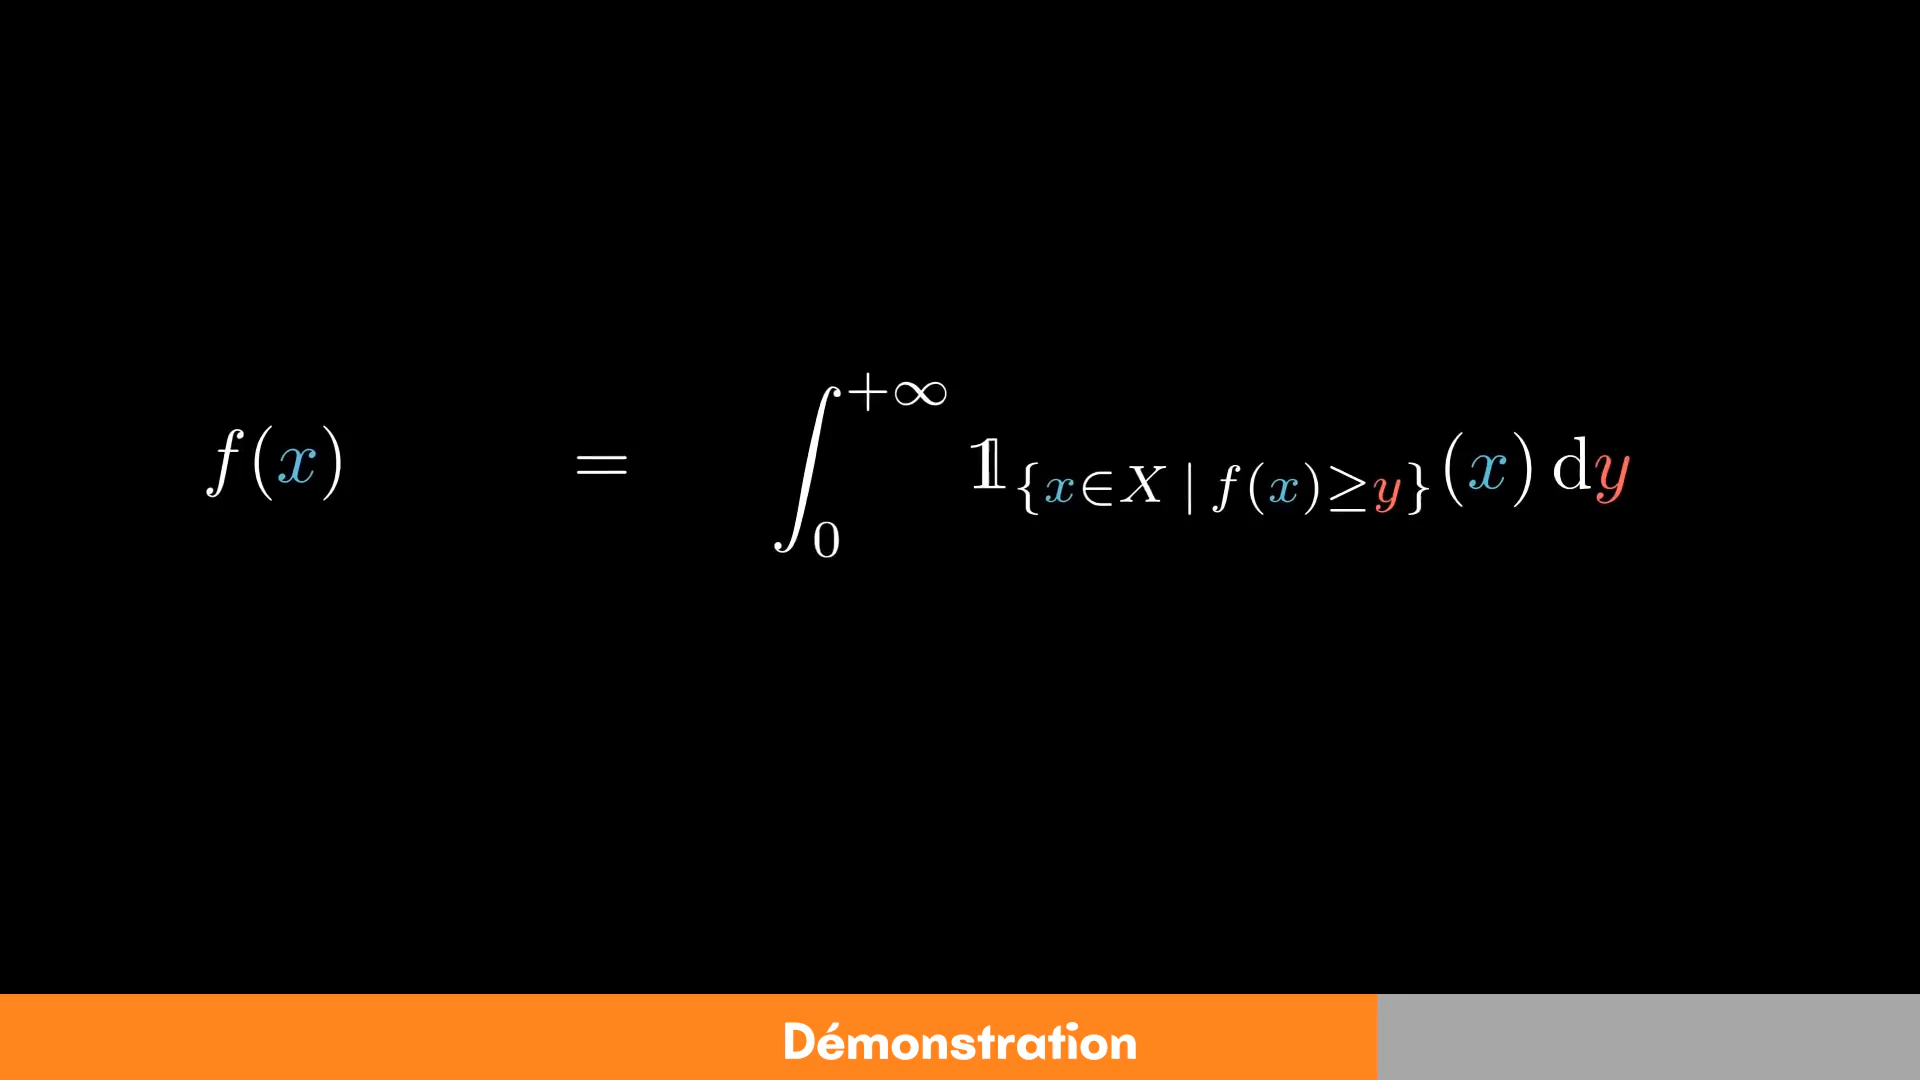 f(x) = ∫₀^{+∞} 𝟙_{x∈X | f(x)≥y}(x) dy
Démonstration